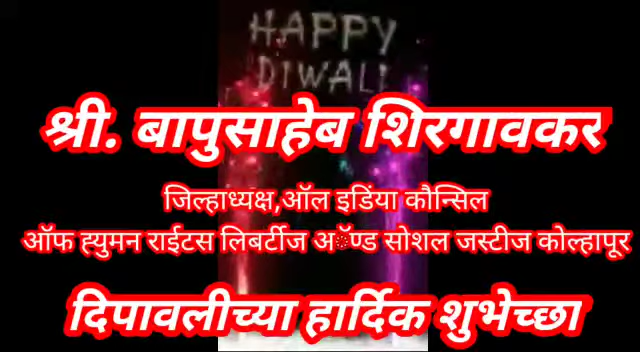 HAPPY
DIWALI
श्री. बापुसाहेब शिरगावकर
जिल्हाध्यक्ष,ऑल इडिंया कौन्सिल
ऑफ ह्युमन राईटस लिबर्टीज अॅण्ड सोशल जस्टीज कोल्हापूर
दिपावलीच्या हार्दिक शुभेच्छा